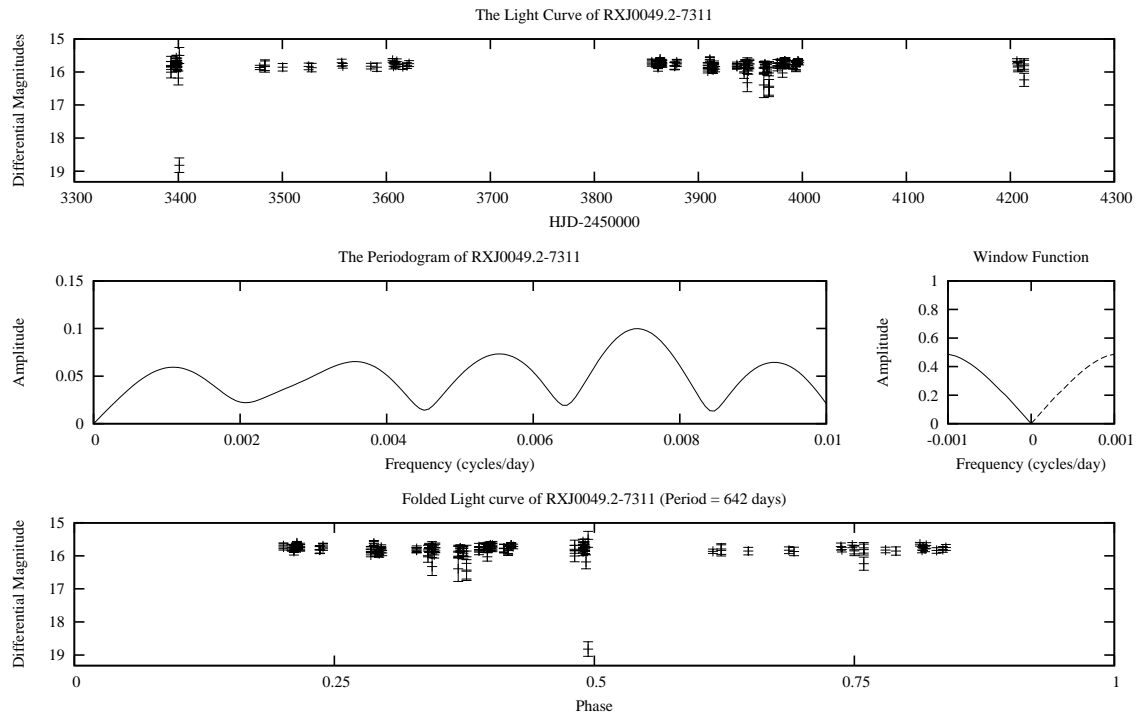 The Light Curve of RXJ0049.2-7311
Differential Magnitudes
15
16
17
18
19
3300 3400 3500 3600 3700 3800 3900 4000 4100 4200 4300
HJD-2450000
The Periodogram of RXJ0049.2-7311
Amplitude
0.15
0.1
0.05
0
0 0.002 0.004 0.006 0.008 0.01
Frequency (cycles/day)
Window Function
Amplitude
1
0.8
0.6
0.4
0.2
0
-0.001 0 0.001
Frequency (cycles/day)
Folded Light curve of RXJ0049.2-7311 (Period = 642 days)
Differential Magnitude
15
16
17
18
19
0 0.25 0.5 0.75 1
Phase